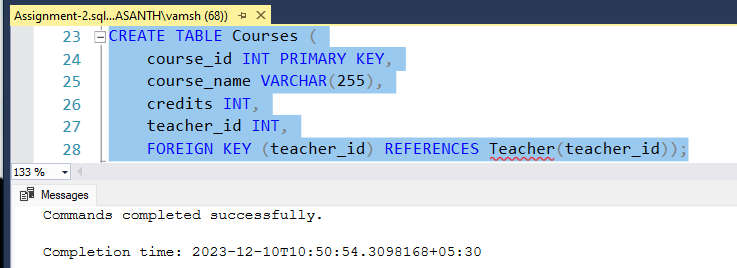 Assignment-2.sql...ASANTH\vamsh (68))
23 CREATE TABLE Courses (
24 course_id INT PRIMARY KEY,
25 course_name VARCHAR(255),
26 credits INT,
27 teacher_id INT,
28 FOREIGN KEY (teacher_id) REFERENCES Teacher(teacher_id));
133 %
Messages
Commands completed successfully.
Completion time: 2023-12-10T10:50:54.3098168+05:30